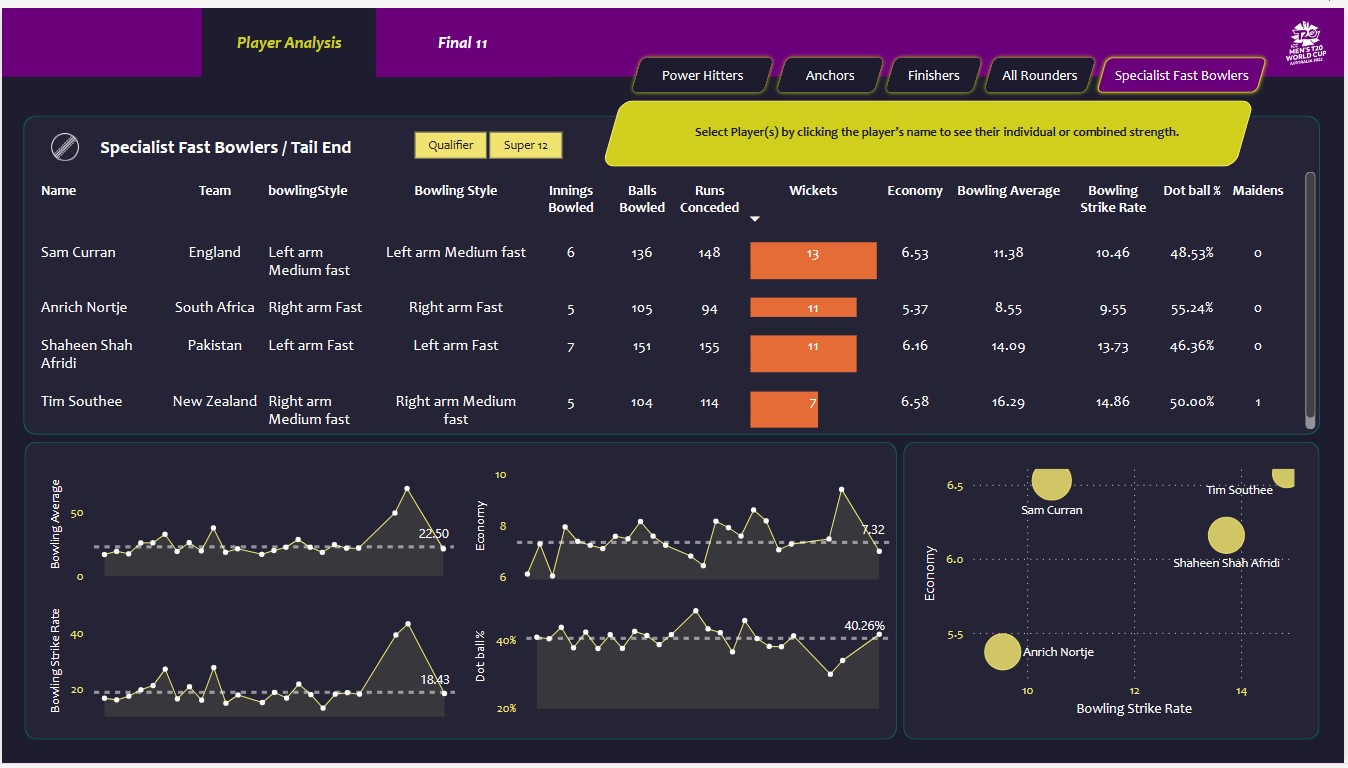 Player Analysis
Final 11
ICC
MEN'S T20
WORLD CUP
AUSTRALIA 2022
Power Hitters
Anchors
Finishers
All Rounders
Specialist Fast Bowlers
Select Player(s) by clicking the player's name to see their individual or combined strength.
Specialist Fast Bowlers / Tail End
Qualifier
Super 12
Name Team bowlingStyle Bowling Style Innings Bowled Balls Bowled Runs Conceded Wickets Economy Bowling Average Bowling Strike Rate Dot ball % Maidens
Sam Curran England Left arm Medium fast Left arm Medium fast 6 136 148 13 6.53 11.38 10.46 48.53% 0
Anrich Nortje South Africa Right arm Fast Right arm Fast 5 105 94 11 5.37 8.55 9.55 55.24% 0
Shaheen Shah Afridi Pakistan Left arm Fast Left arm Fast 7 151 155 11 6.16 14.09 13.73 46.36% 0
Tim Southee New Zealand Right arm Medium fast Right arm Medium fast 5 104 114 7 6.58 16.29 14.86 50.00% 1
Bowling Average
50
0
22.50
Economy
10
8
6
7.32
Bowling Strike Rate
40
20
18.43
Dot ball%
40%
20%
40.26%
Economy
6.5
6.0
5.5
Sam Curran
Tim Southee
Shaheen Shah Afridi
Anrich Nortje
10 12 14
Bowling Strike Rate